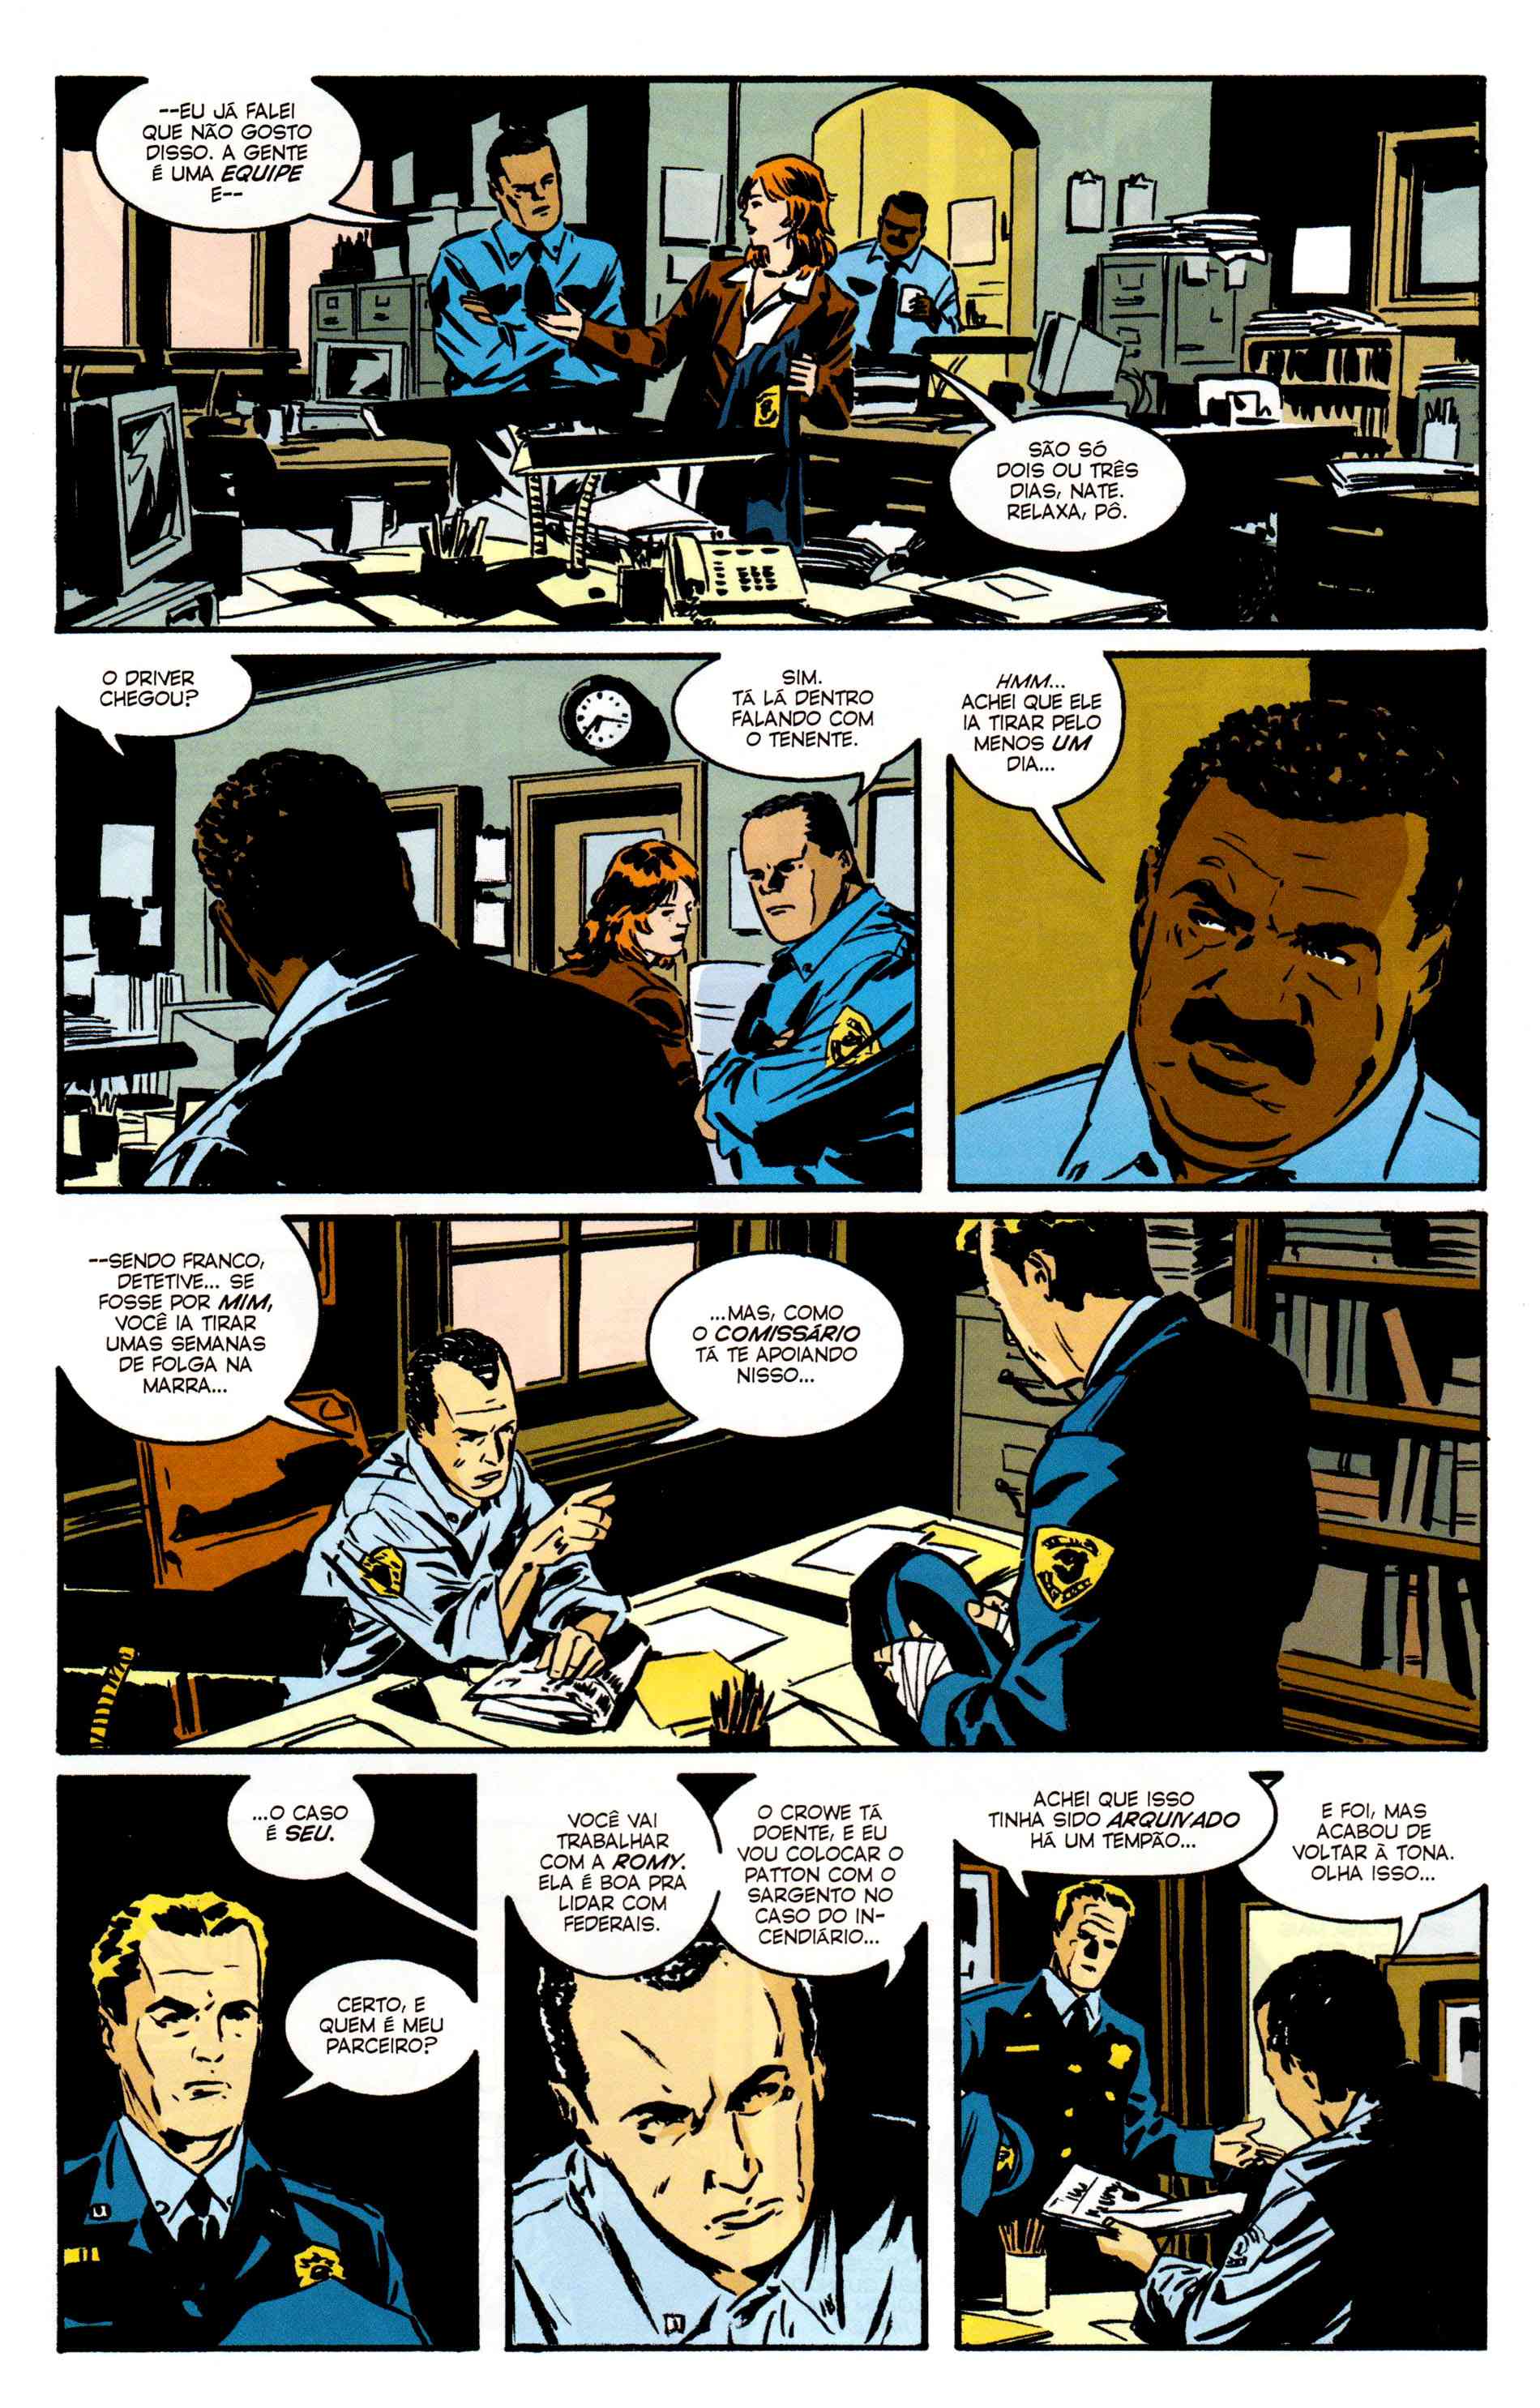 --EU JÁ FALEI
QUE NÃO GOSTO
DISSO. A GENTE
É UMA EQUIPE
E--
SÃO SÓ
DOIS OU TRÊS
DIAS, NATE.
RELAXA, PÔ.
O DRIVER
CHEGOU?
SIM.
TÁ LÁ DENTRO
FALANDO COM
O TENENTE.
HMM...
ACHEI QUE ELE
IA TIRAR PELO
MENOS UM
DIA...
--SENDO FRANCO,
DETETIVE... SE
FOSSE POR MIM,
VOCÊ IA TIRAR
UMAS SEMANAS
DE FOLGA NA
MARRA...
...MAS, COMO
O COMISSÁRIO
TÁ TE APOIANDO
NISSO...
...O CASO
É SEU.
CERTO, E
QUEM É MEU
PARCEIRO?
VOCÊ VAI
TRABALHAR
COM A ROMY.
ELA É BOA PRA
LIDAR COM
FEDERAIS.
O CROWE TÁ
DOENTE, E EU
VOU COLOCAR O
PATTON COM O
SARGENTO NO
CASO DO IN-
CENDIÁRIO...
ACHEI QUE ISSO
TINHA SIDO ARQUIVADO
HÁ UM TEMPÃO...
E FOI, MAS
ACABOU DE
VOLTAR À TONA.
OLHA ISSO...